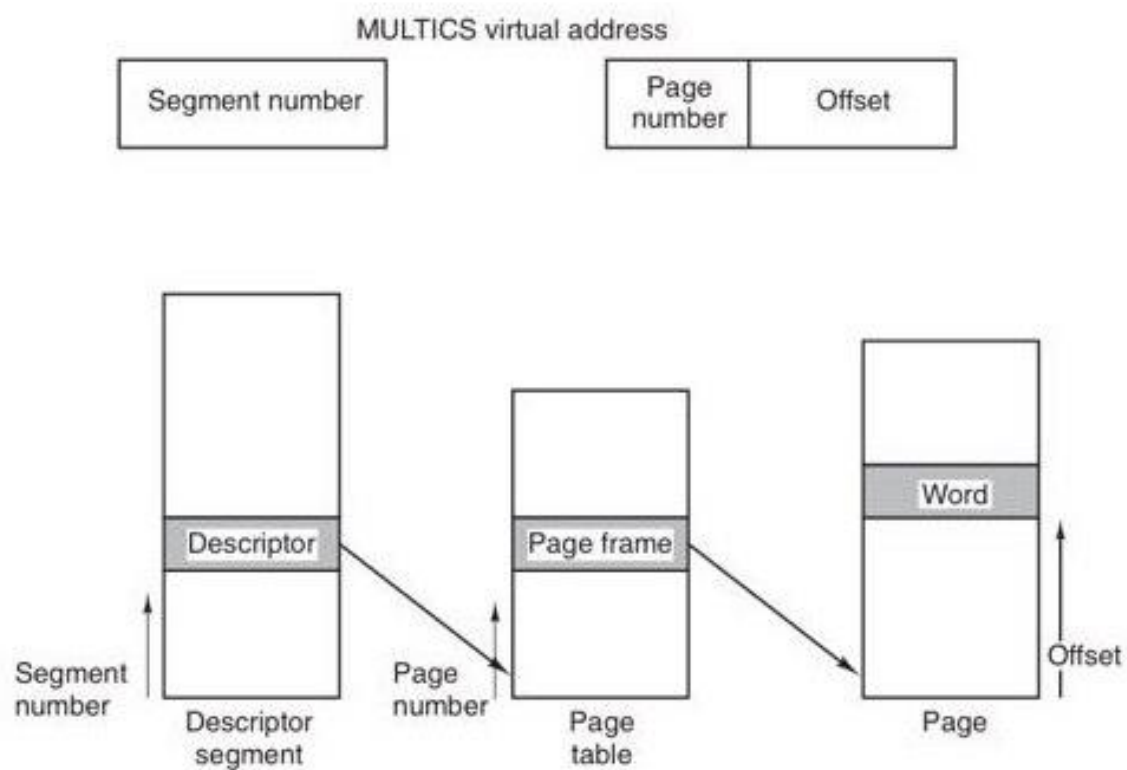 MULTICS virtual address
Segment number
Page
number
Offset
Descriptor
Page frame
Word
Segment
number
Page
number
Offset
Descriptor
segment
Page
table
Page